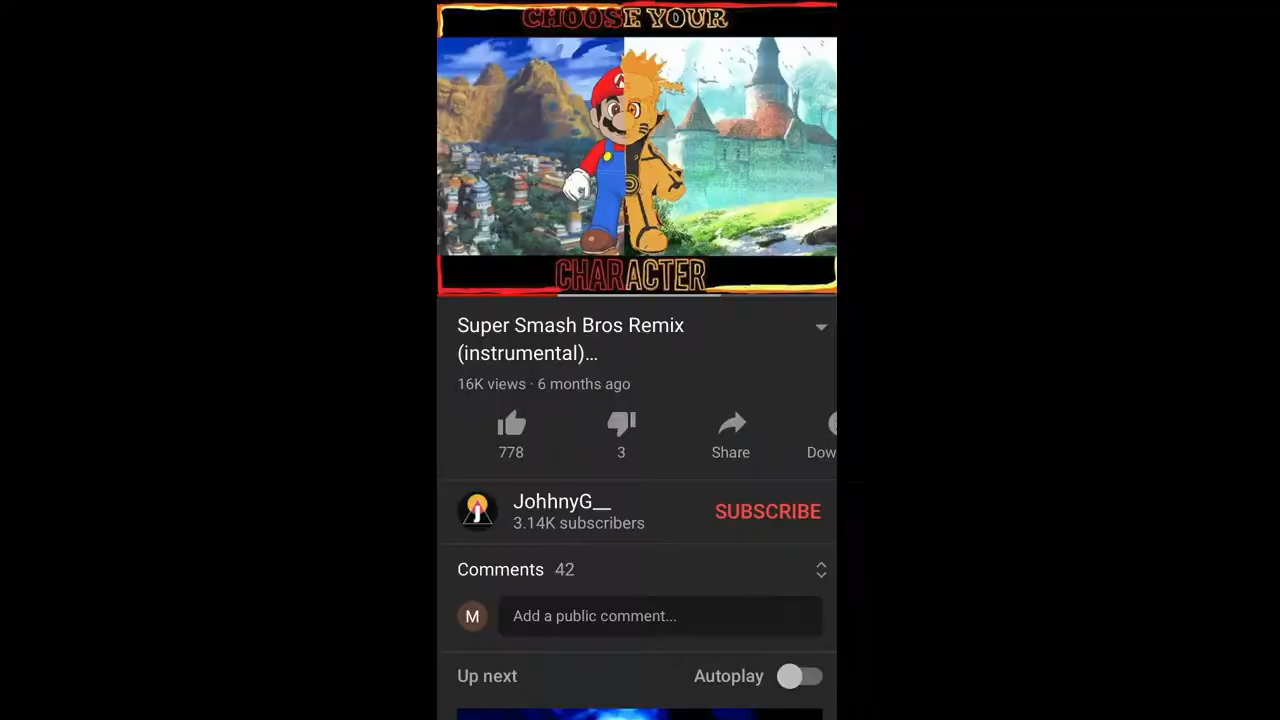 CHOOSE YOUR
CHARACTER
Super Smash Bros Remix
(instrumental)...
16K views · 6 months ago
778
3
Share
Dow
JohhnyG__
3.14K subscribers
SUBSCRIBE
Comments 42
M
Add a public comment...
Up next
Autoplay